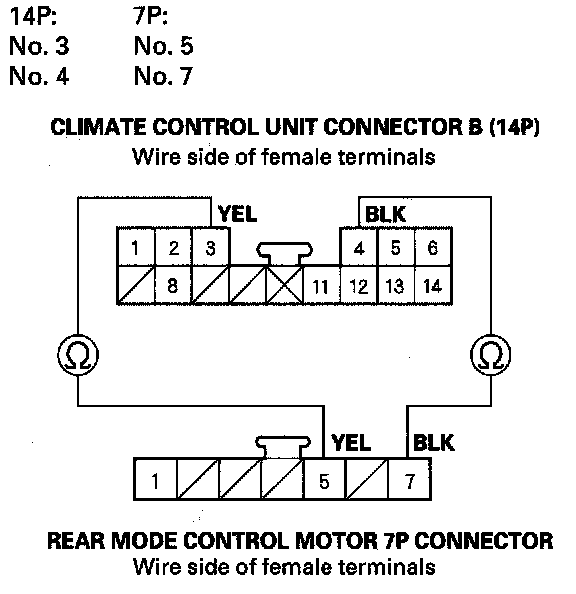 14P: 7P:
No. 3 No. 5
No. 4 No. 7
CLIMATE CONTROL UNIT CONNECTOR B (14P)
Wire side of female terminals
YEL BLK
1 2 3 4 5 6
8 11 12 13 14
Ω Ω
YEL BLK
1 5 7
REAR MODE CONTROL MOTOR 7P CONNECTOR
Wire side of female terminals